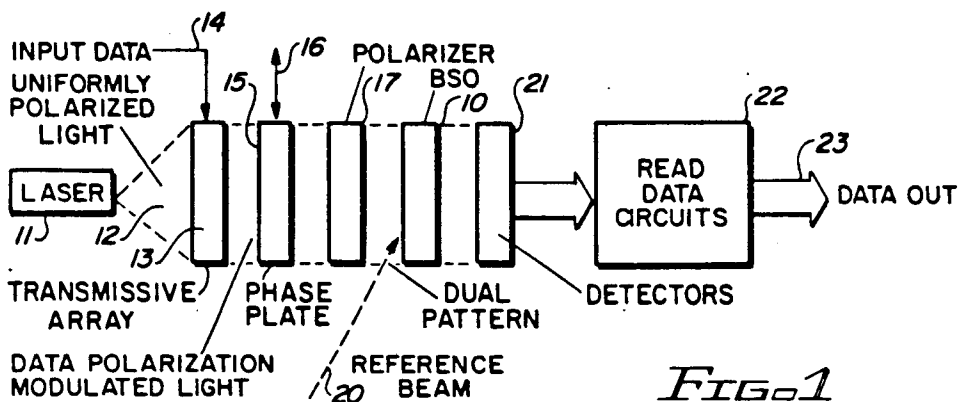 14
INPUT DATA
UNIFORMLY
POLARIZED
LIGHT
15
16
POLARIZER
BSO
17
10
21
22
LASER
11
12
13
READ
DATA
CIRCUITS
23
DATA OUT
TRANSMISSIVE
ARRAY
PHASE
PLATE
DUAL
PATTERN
DETECTORS
DATA POLARIZATION
MODULATED LIGHT
20
REFERENCE
BEAM
FIG. 1